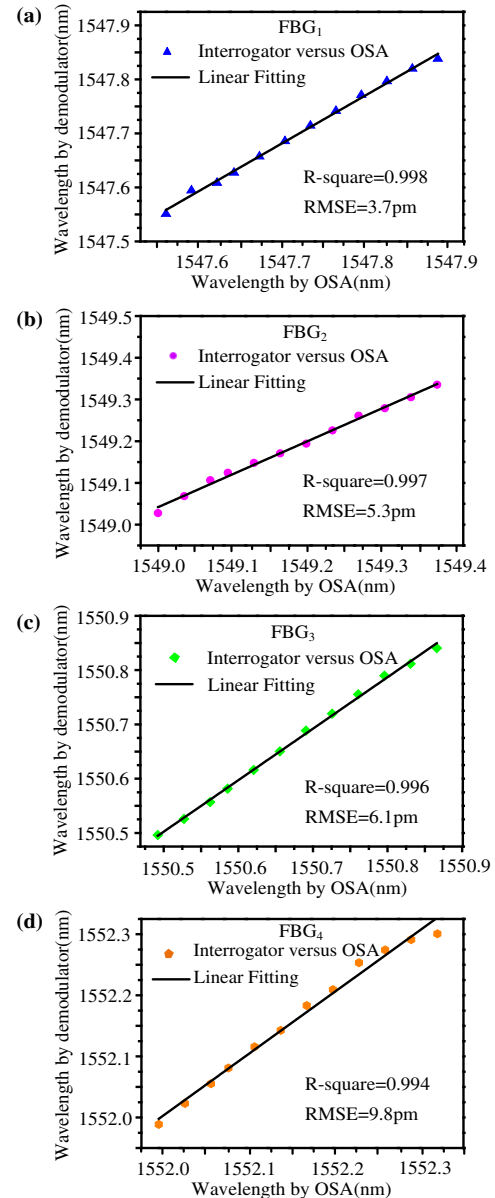 (a)
FBG1
Interrogator versus OSA
Linear Fitting
R-square=0.998
RMSE=3.7pm
Wavelength by demodulator(nm)
1547.9
1547.8
1547.7
1547.6
1547.5
1547.6 1547.7 1547.8 1547.9
Wavelength by OSA(nm)
(b)
FBG2
Interrogator versus OSA
Linear Fitting
R-square=0.997
RMSE=5.3pm
Wavelength by demodulator(nm)
1549.5
1549.4
1549.3
1549.2
1549.1
1549.0
1549.0 1549.1 1549.2 1549.3 1549.4
Wavelength by OSA(nm)
(c)
FBG3
Interrogator versus OSA
Linear Fitting
R-square=0.996
RMSE=6.1pm
Wavelength by demodulator(nm)
1550.9
1550.8
1550.7
1550.6
1550.5
1550.5 1550.6 1550.7 1550.8 1550.9
Wavelength by OSA(nm)
(d)
FBG4
Interrogator versus OSA
Linear Fitting
R-square=0.994
RMSE=9.8pm
Wavelength by demodulator(nm)
1552.3
1552.2
1552.1
1552.0
1552.0 1552.1 1552.2 1552.3
Wavelength by OSA(nm)